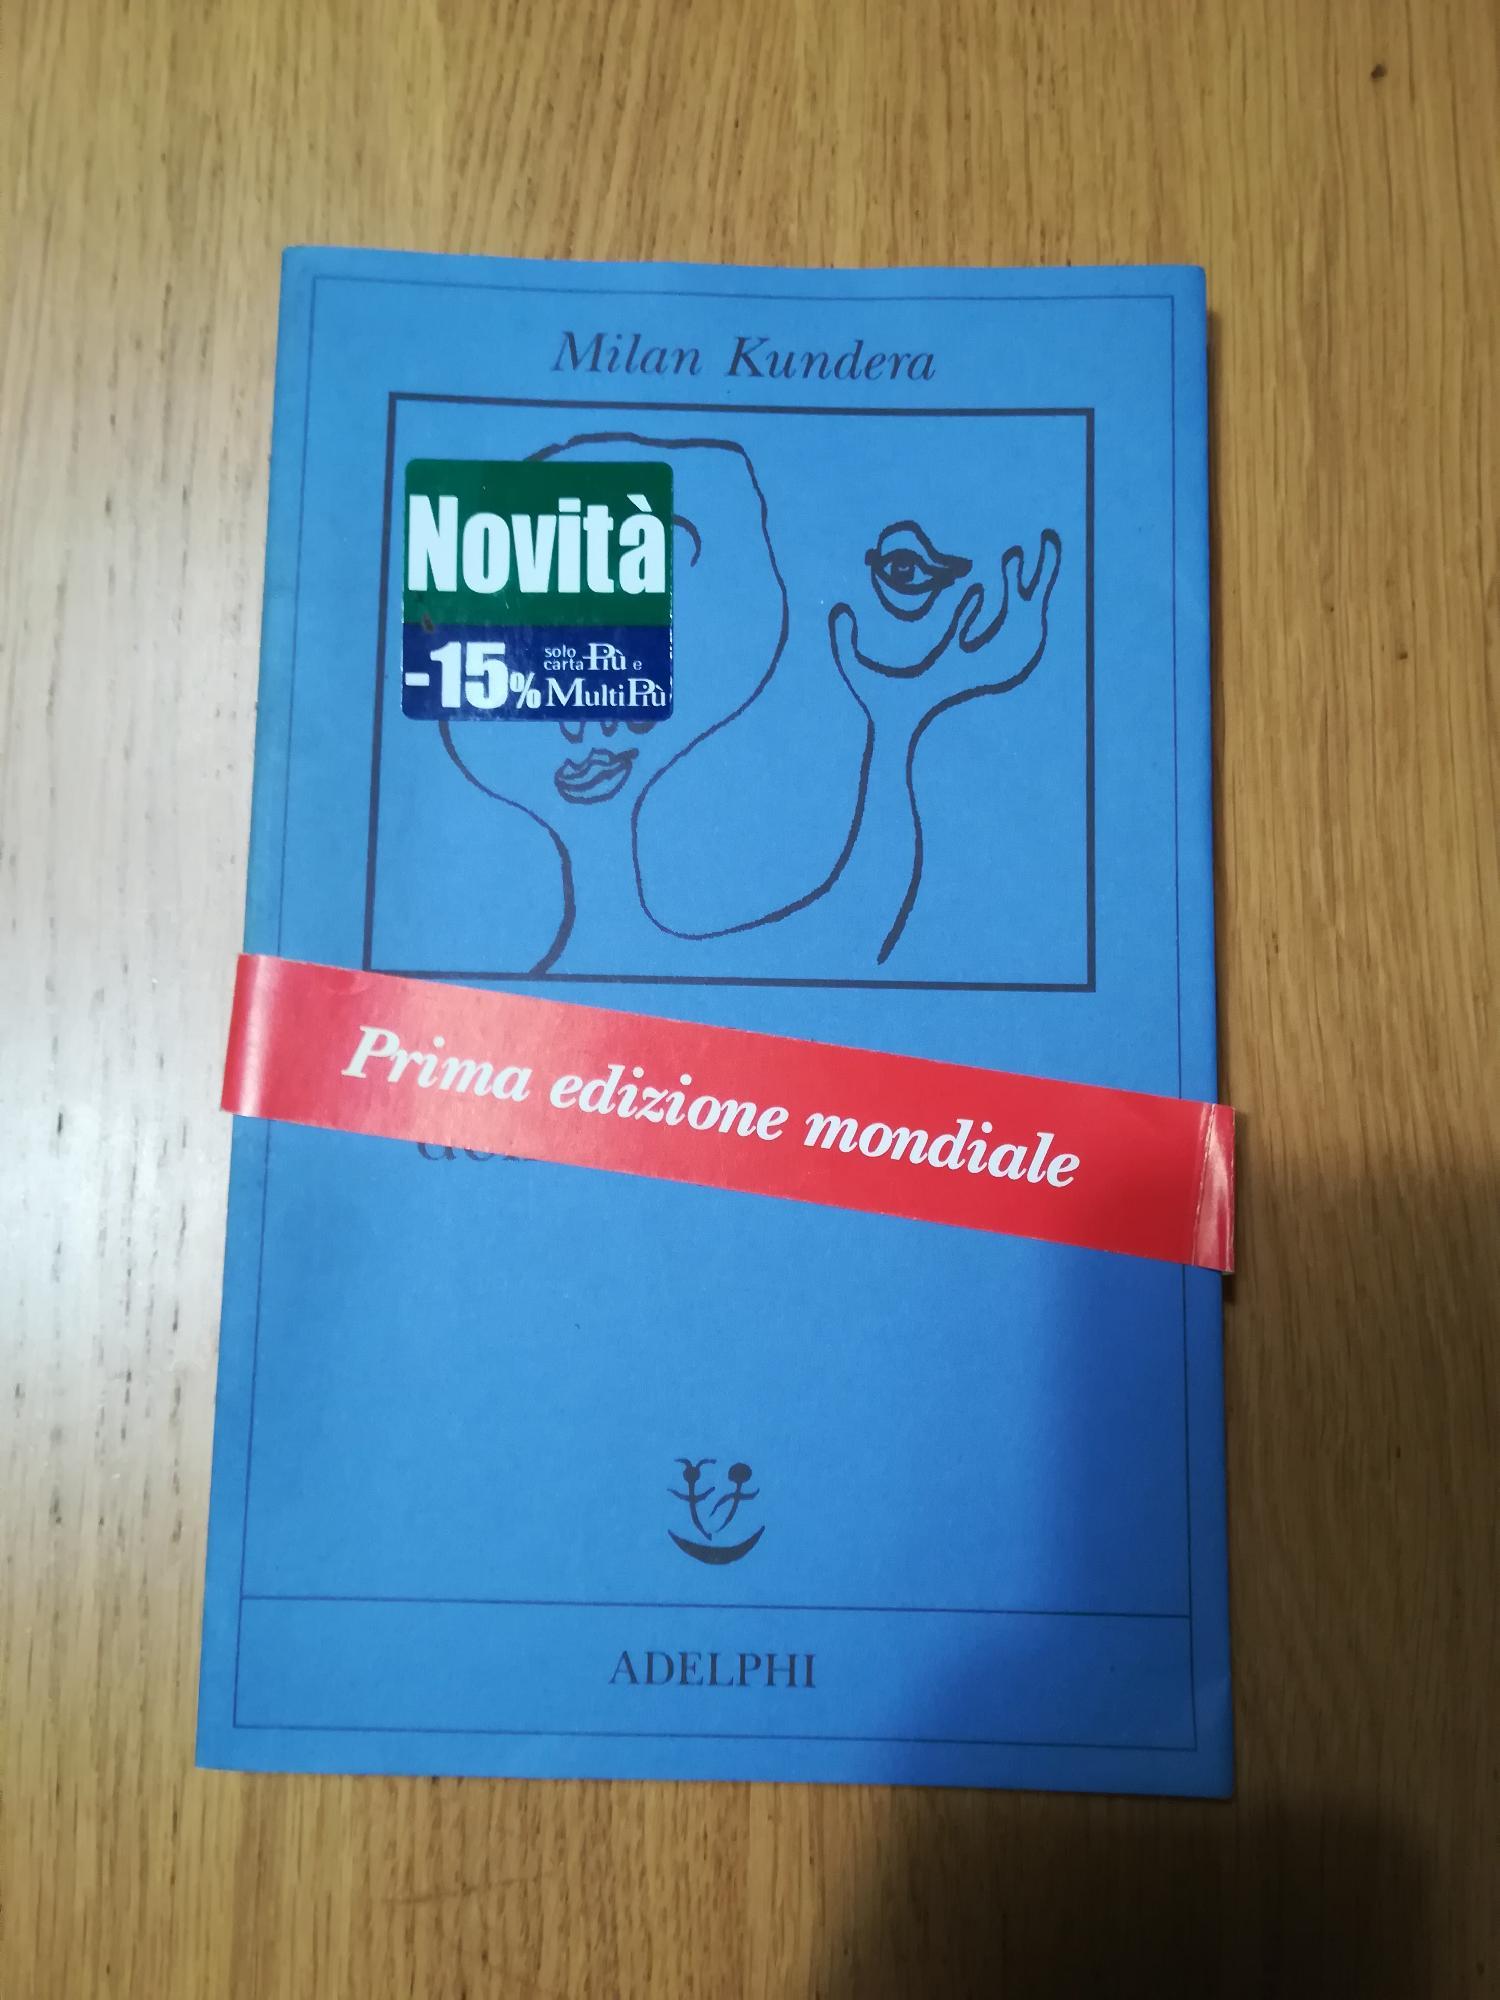 Milan Kundera
Novità
-15% solo carta Più e MultiPiù
Prima edizione mondiale
ADELPHI